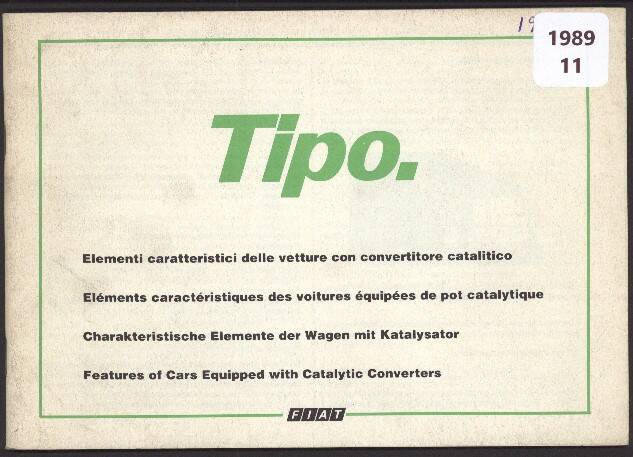 1989
11
Tipo.
Elementi caratteristici delle vetture con convertitore catalitico
Eléments caractéristiques des voitures équipées de pot catalytique
Charakteristische Elemente der Wagen mit Katalysator
Features of Cars Equipped with Catalytic Converters
FIAT